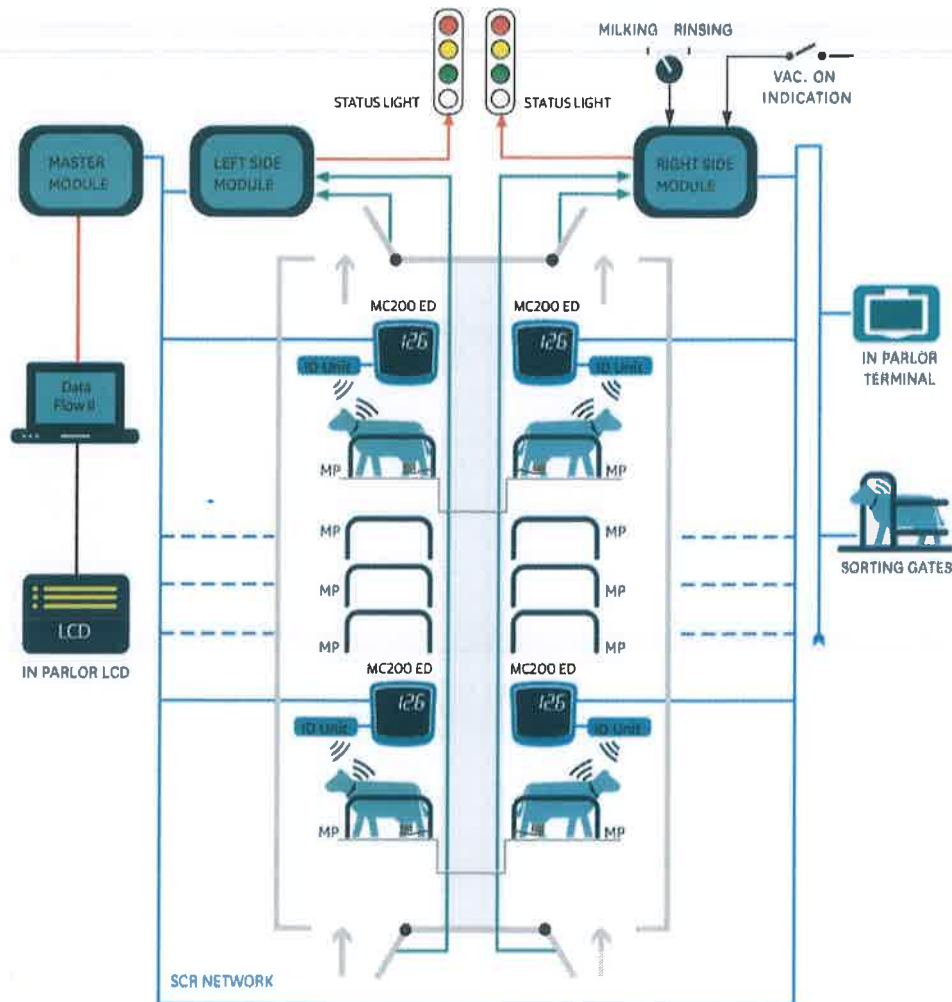 MILKING RINSING
STATUS LIGHT
STATUS LIGHT
VAC. ON
INDICATION
MASTER
MODULE
LEFT SIDE
MODULE
RIGHT SIDE
MODULE
MC200 ED
MC200 ED
126
126
ID Unit
ID Unit
IN PARLOR
TERMINAL
Data
Flow II
MP
MP
MP
MP
MP
MP
MP
MP
SORTING GATES
LCD
IN PARLOR LCD
MC200 ED
MC200 ED
126
126
ID Unit
ID Unit
MP
MP
SCR NETWORK